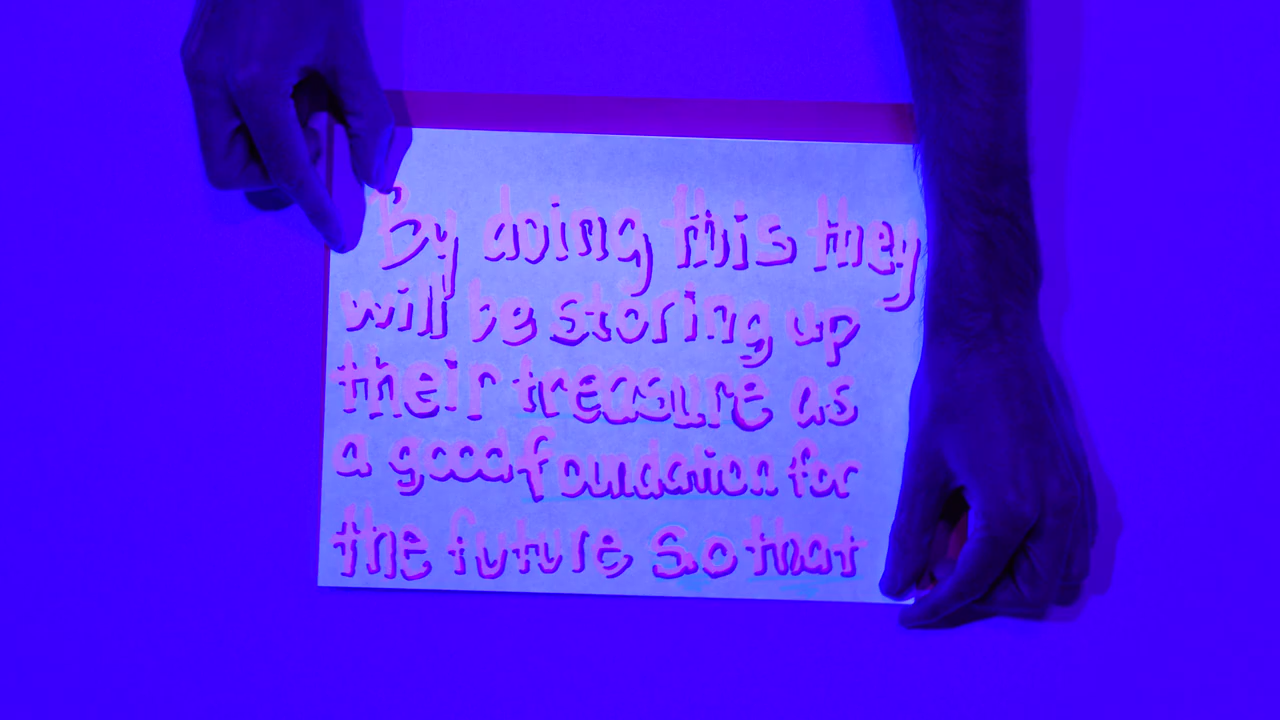 By doing this they
will be storing up
their treasure as
a good foundation for
the future so that